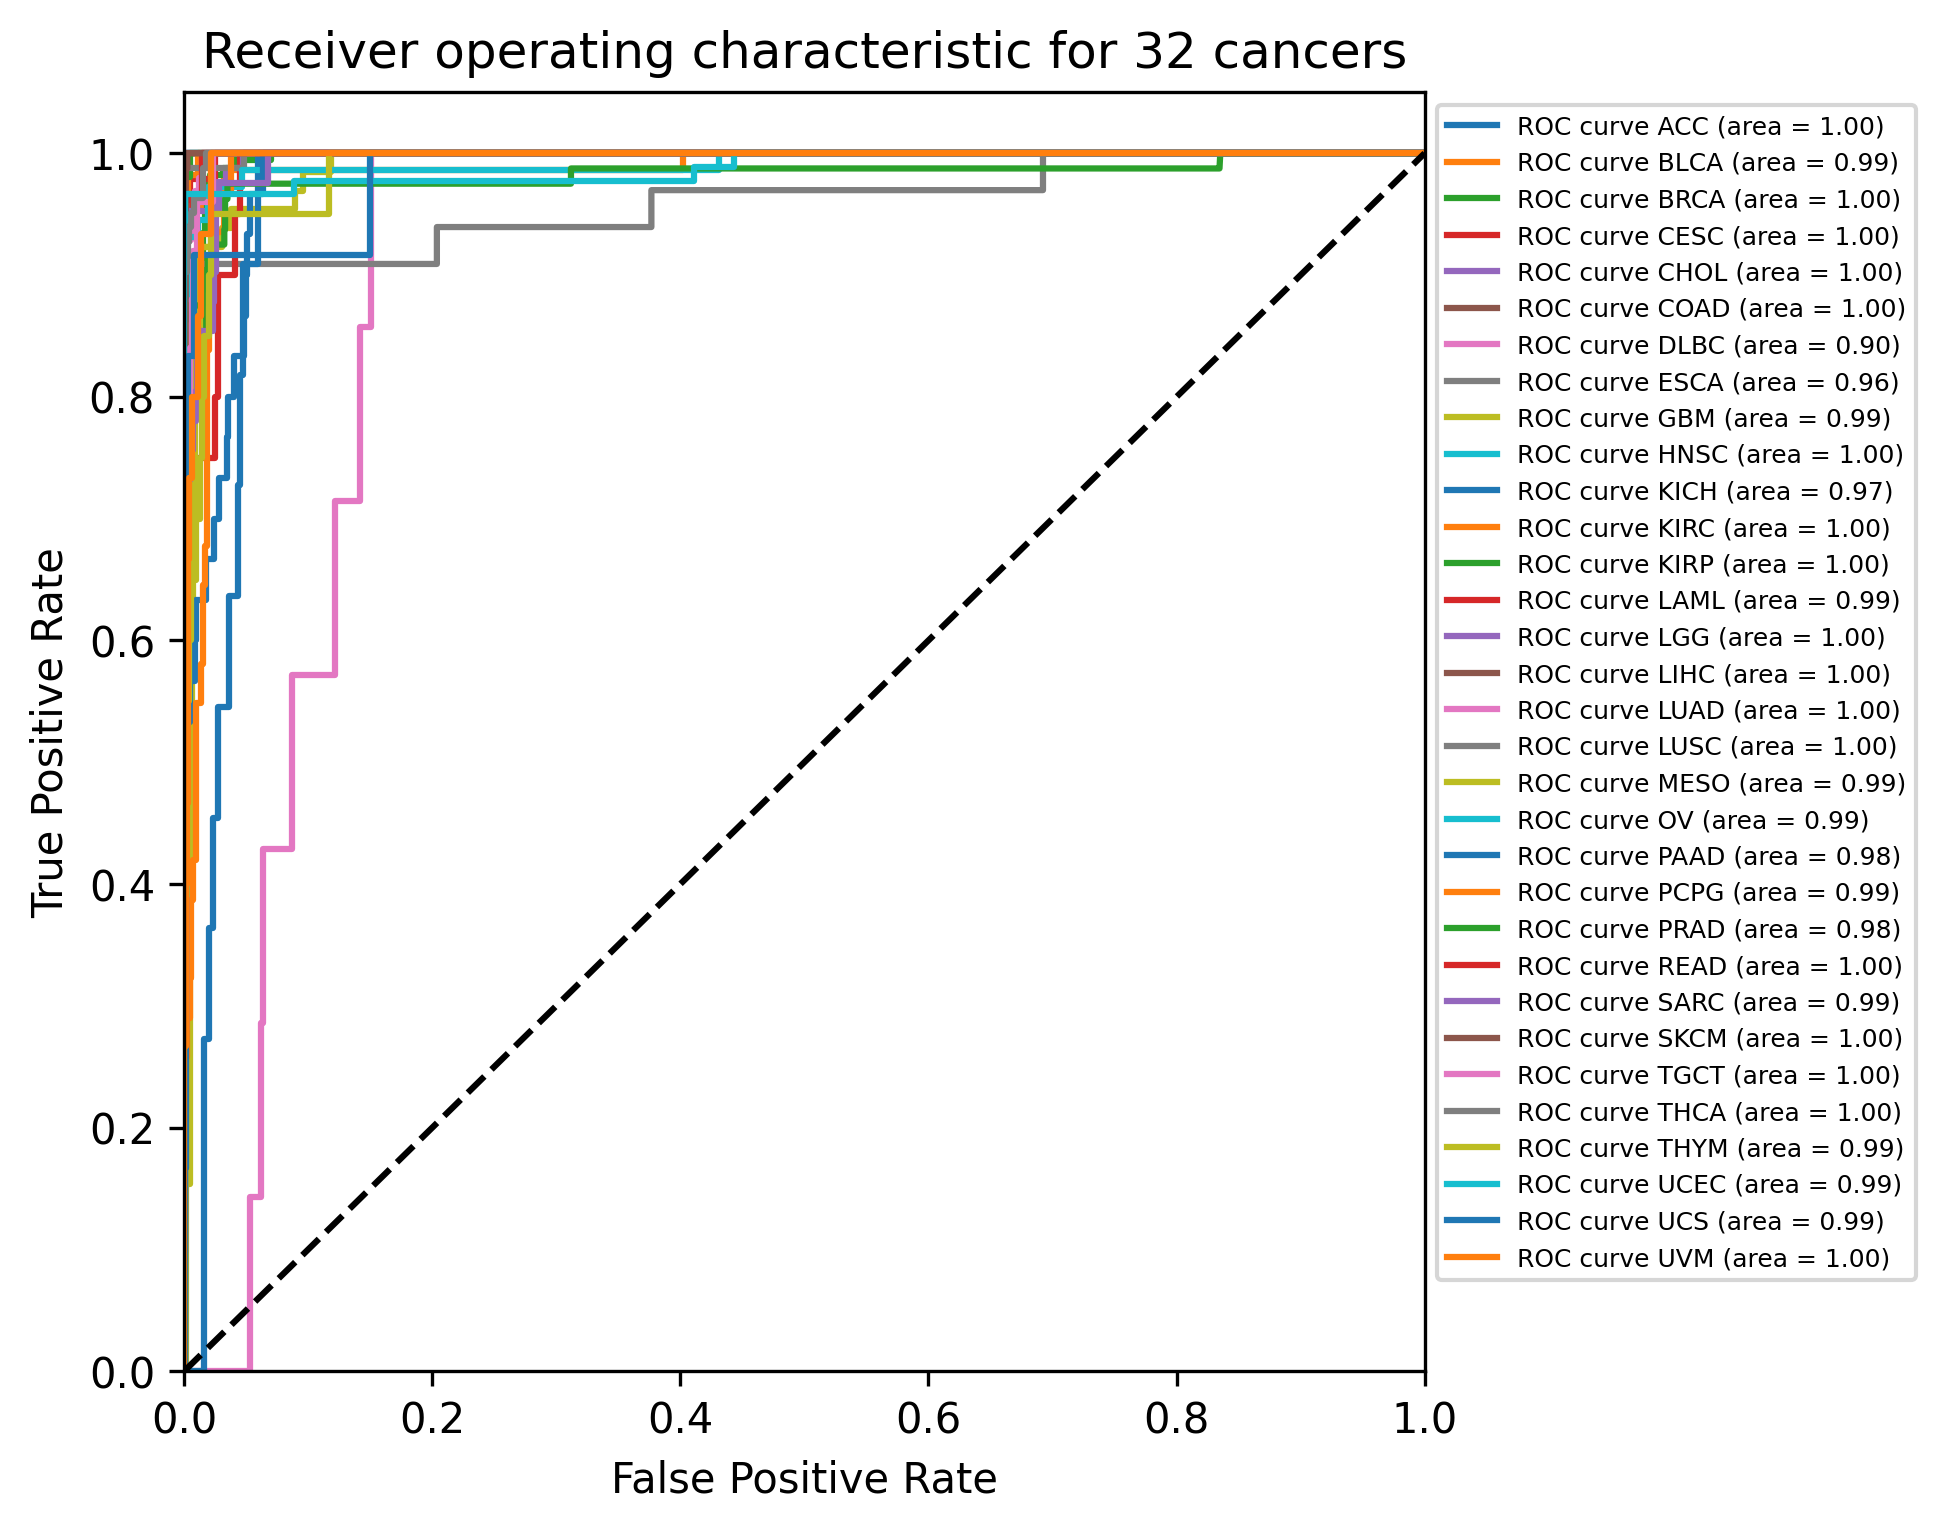 Receiver operating characteristic for 32 cancers
1.0
0.8
0.6
0.4
0.2
0.0
True Positive Rate
0.0 0.2 0.4 0.6 0.8 1.0
False Positive Rate
ROC curve ACC (area = 1.00)
ROC curve BLCA (area = 0.99)
ROC curve BRCA (area = 1.00)
ROC curve CESC (area = 1.00)
ROC curve CHOL (area = 1.00)
ROC curve COAD (area = 1.00)
ROC curve DLBC (area = 0.90)
ROC curve ESCA (area = 0.96)
ROC curve GBM (area = 0.99)
ROC curve HNSC (area = 1.00)
ROC curve KICH (area = 0.97)
ROC curve KIRC (area = 1.00)
ROC curve KIRP (area = 1.00)
ROC curve LAML (area = 0.99)
ROC curve LGG (area = 1.00)
ROC curve LIHC (area = 1.00)
ROC curve LUAD (area = 1.00)
ROC curve LUSC (area = 1.00)
ROC curve MESO (area = 0.99)
ROC curve OV (area = 0.99)
ROC curve PAAD (area = 0.98)
ROC curve PCPG (area = 0.99)
ROC curve PRAD (area = 0.98)
ROC curve READ (area = 1.00)
ROC curve SARC (area = 0.99)
ROC curve SKCM (area = 1.00)
ROC curve TGCT (area = 1.00)
ROC curve THCA (area = 1.00)
ROC curve THYM (area = 0.99)
ROC curve UCEC (area = 0.99)
ROC curve UCS (area = 0.99)
ROC curve UVM (area = 1.00)